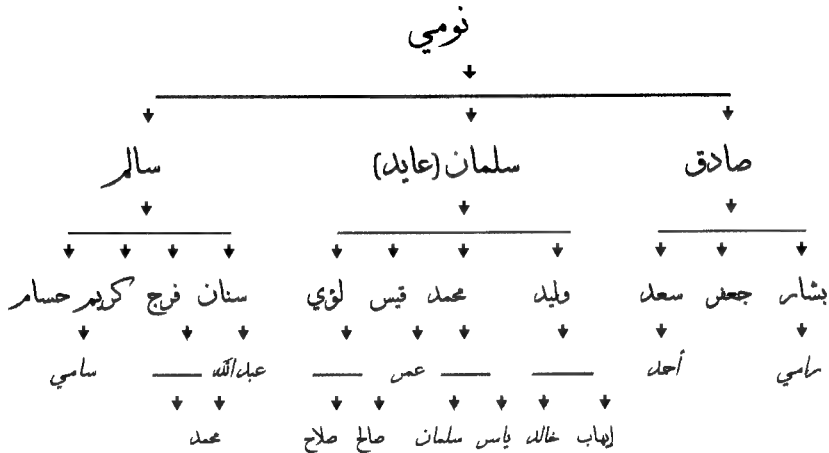 نومي
صادق سلمان (عايد) سالم
بشار جعفر سعد وليد محمد قيس لؤي سنان فرج كريم حسام
رامي أحمد عمر عبدالله سامي
إيهاب خالد ياسر سلمان صالح صلاح محمد